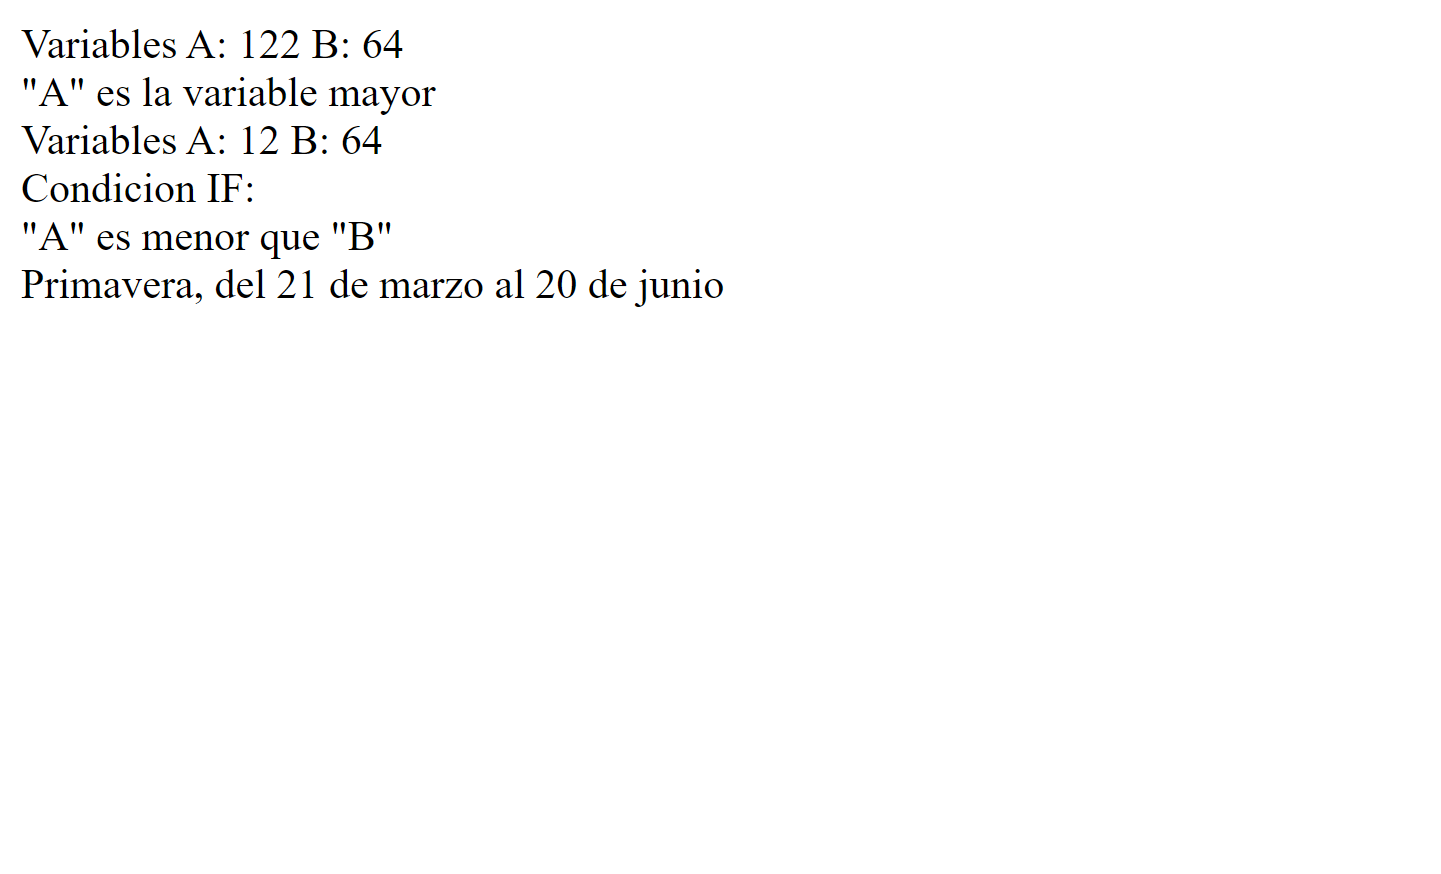 Variables A: 122 B: 64
"A" es la variable mayor
Variables A: 12 B: 64
Condicion IF:
"A" es menor que "B"
Primavera, del 21 de marzo al 20 de junio